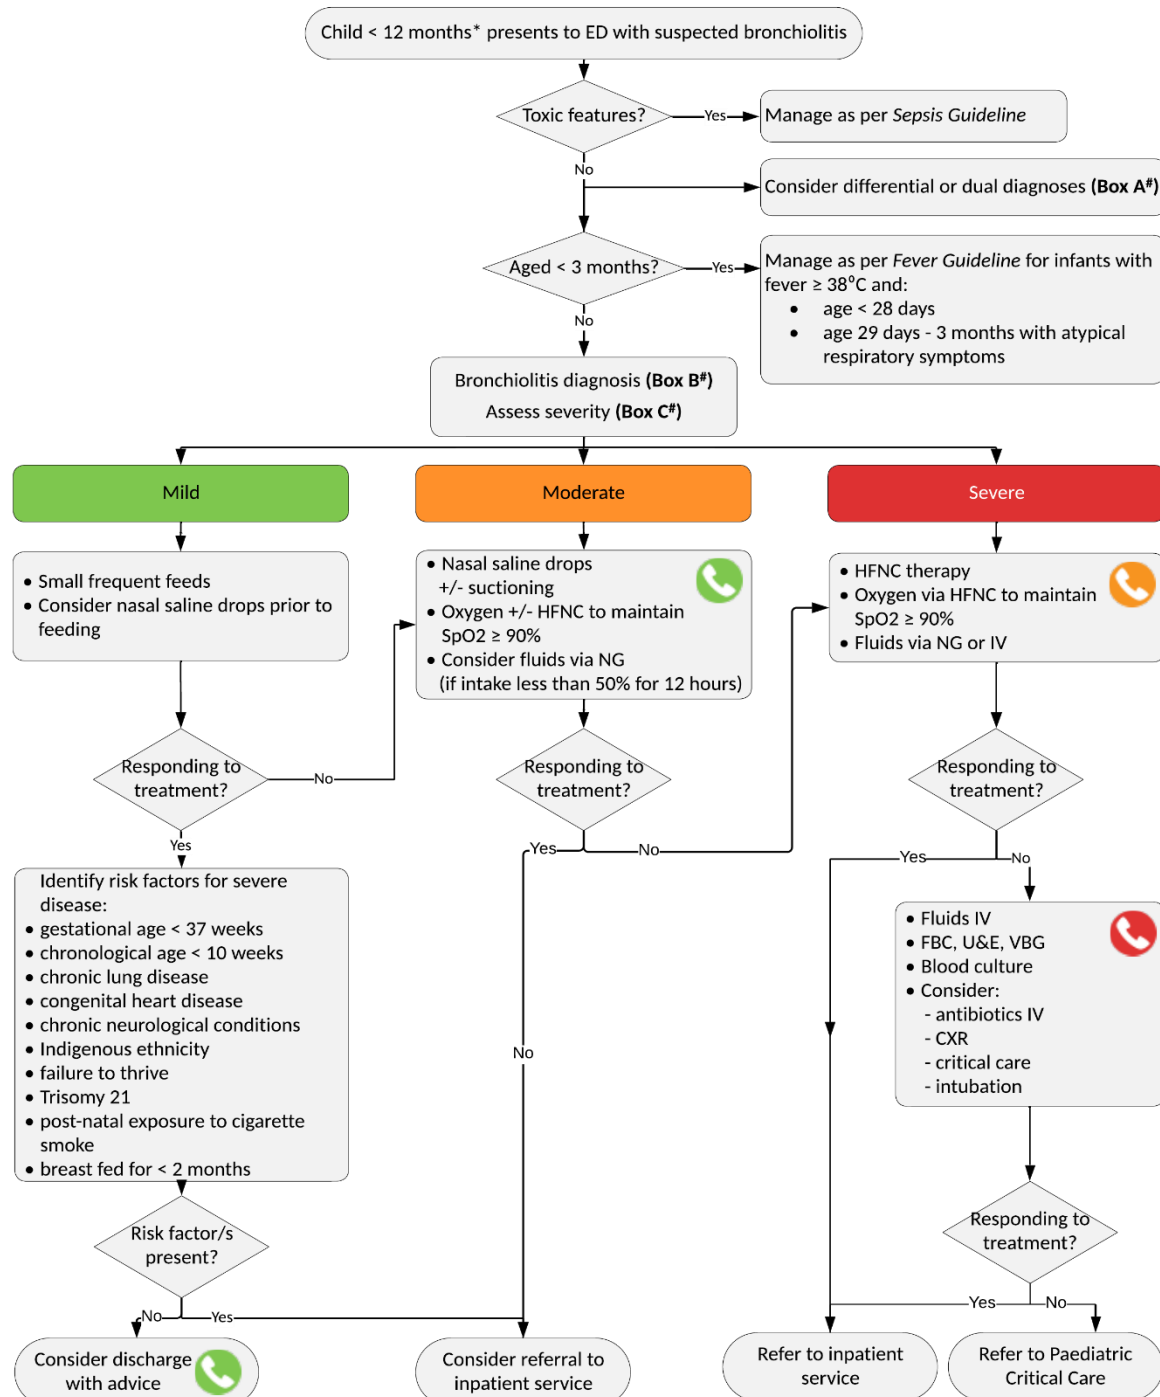 Child < 12 months* presents to ED with suspected bronchiolitis
Toxic features?
Yes
Manage as per Sepsis Guideline
No
Consider differential or dual diagnoses (Box A#)
Aged < 3 months?
Yes
Manage as per Fever Guideline for infants with
fever ≥ 38⁰C and:
• age < 28 days
• age 29 days - 3 months with atypical
respiratory symptoms
No
Bronchiolitis diagnosis (Box B#)
Assess severity (Box C#)
Mild
Moderate
Severe
• Small frequent feeds
• Consider nasal saline drops prior to
feeding
• Nasal saline drops
+/- suctioning
• Oxygen +/- HFNC to maintain
SpO2 ≥ 90%
• Consider fluids via NG
(if intake less than 50% for 12 hours)
• HFNC therapy
• Oxygen via HFNC to maintain
SpO2 ≥ 90%
• Fluids via NG or IV
Responding to
treatment?
No
Yes
Responding to
treatment?
Yes
No
No
Responding to
treatment?
Yes
No
Identify risk factors for severe
disease:
• gestational age < 37 weeks
• chronological age < 10 weeks
• chronic lung disease
• congenital heart disease
• chronic neurological conditions
• Indigenous ethnicity
• failure to thrive
• Trisomy 21
• post-natal exposure to cigarette
smoke
• breast fed for < 2 months
• Fluids IV
• FBC, U&E, VBG
• Blood culture
• Consider:
- antibiotics IV
- CXR
- critical care
- intubation
Risk factor/s
present?
No
Yes
Responding to
treatment?
Yes
No
Consider discharge
with advice
Consider referral to
inpatient service
Refer to inpatient
service
Refer to Paediatric
Critical Care